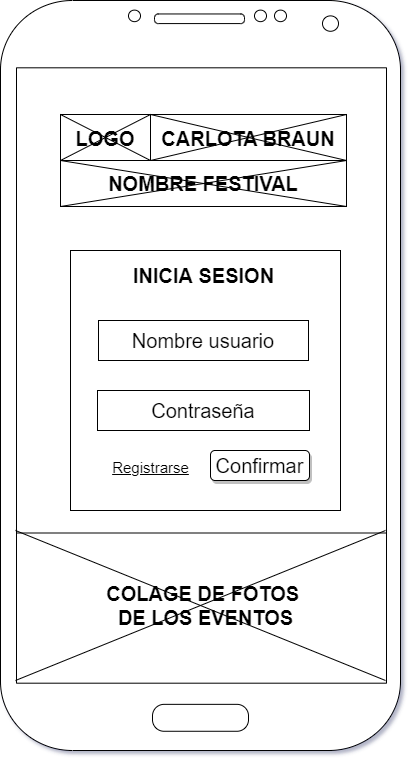 LOGO CARLOTA BRAUN
NOMBRE FESTIVAL
INICIA SESION
Nombre usuario
Contraseña
Registrarse Confirmar
COLAGE DE FOTOS
DE LOS EVENTOS